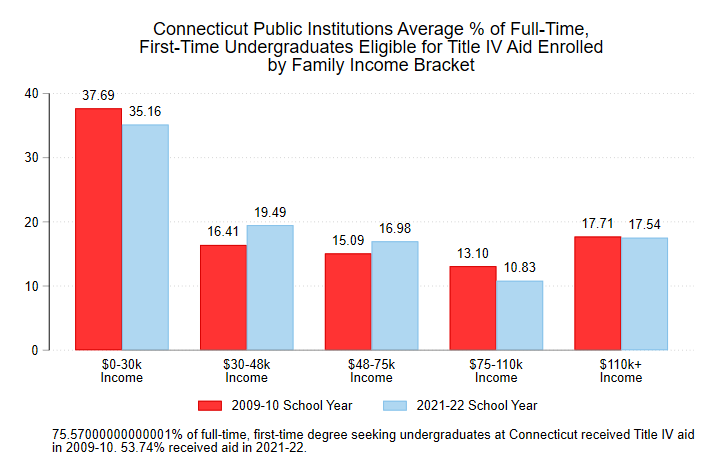 Connecticut Public Institutions Average % of Full-Time,
First-Time Undergraduates Eligible for Title IV Aid Enrolled
by Family Income Bracket
40
30
20
10
0
37.69
35.16
16.41
19.49
15.09
16.98
13.10
10.83
17.71
17.54
$0-30k
Income
$30-48k
Income
$48-75k
Income
$75-110k
Income
$110k+
Income
2009-10 School Year
2021-22 School Year
75.57000000000001% of full-time, first-time degree seeking undergraduates at Connecticut received Title IV aid
in 2009-10. 53.74% received aid in 2021-22.